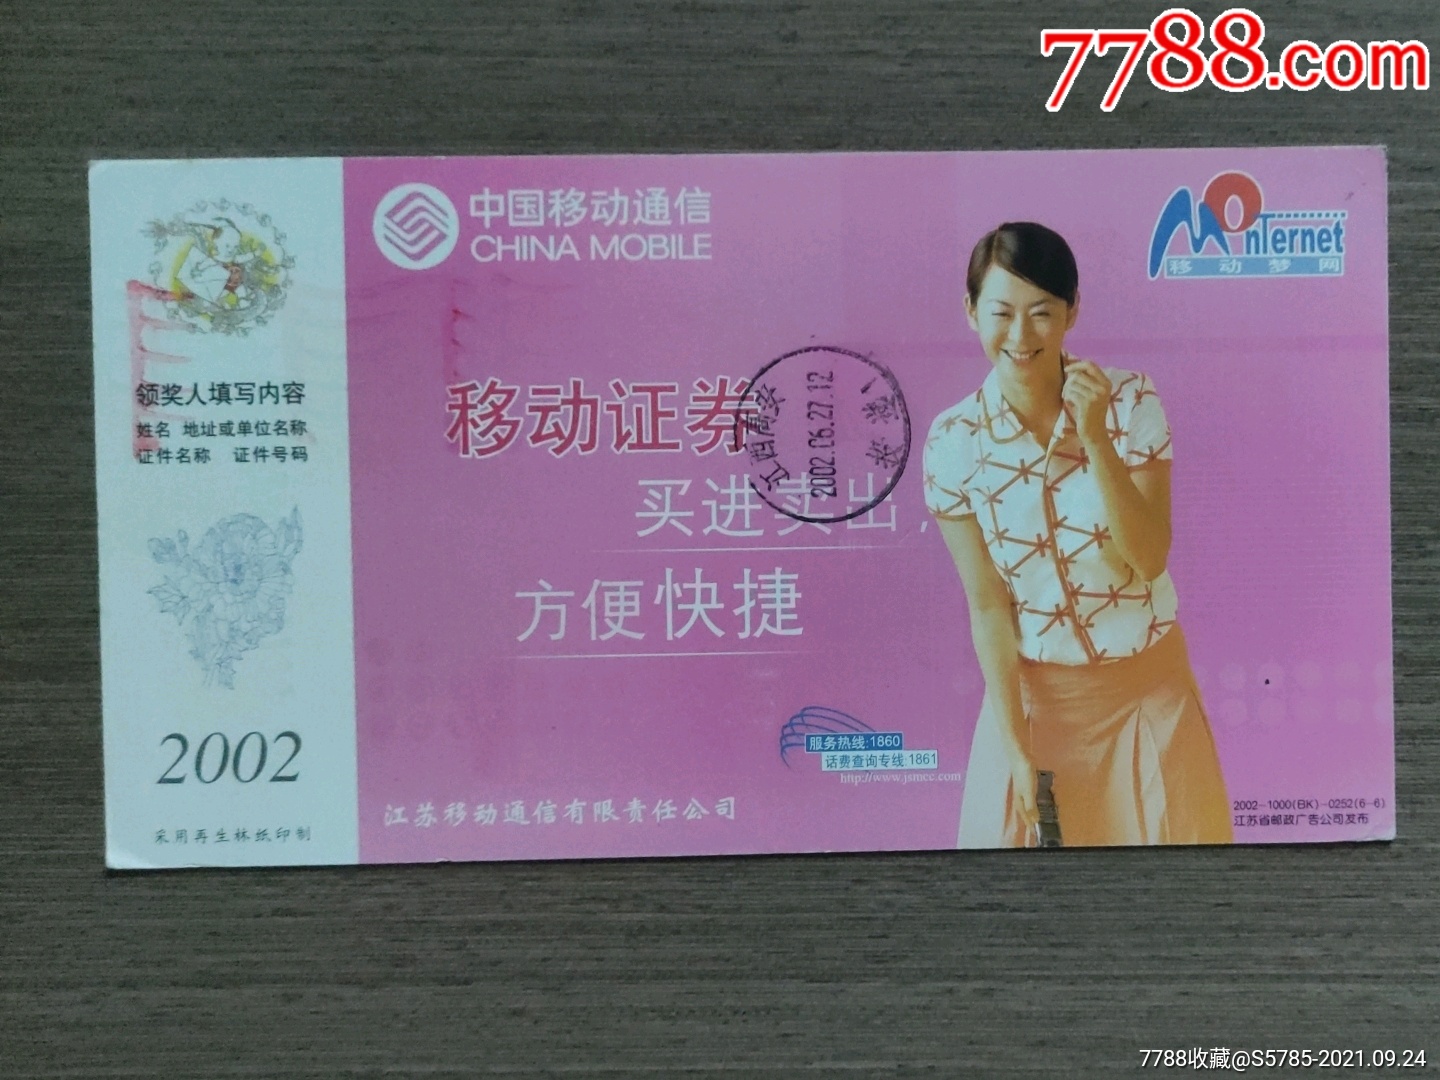 7788.com
中国移动通信
CHINA MOBILE
MOnTernet
移动梦网
领奖人填写内容
姓名 地址或单位名称
证件名称 证件号码
移动证券
江西高安
2002.06.27.12
买进卖出，
方便快捷
2002
服务热线:1860
话费查询专线:1861
http://www.jsmcc.com
江苏移动通信有限责任公司
采用再生林纸印制
2002-1000(BK)-0252(6-6)
江苏省邮政广告公司发布
7788收藏@S5785-2021.09.24